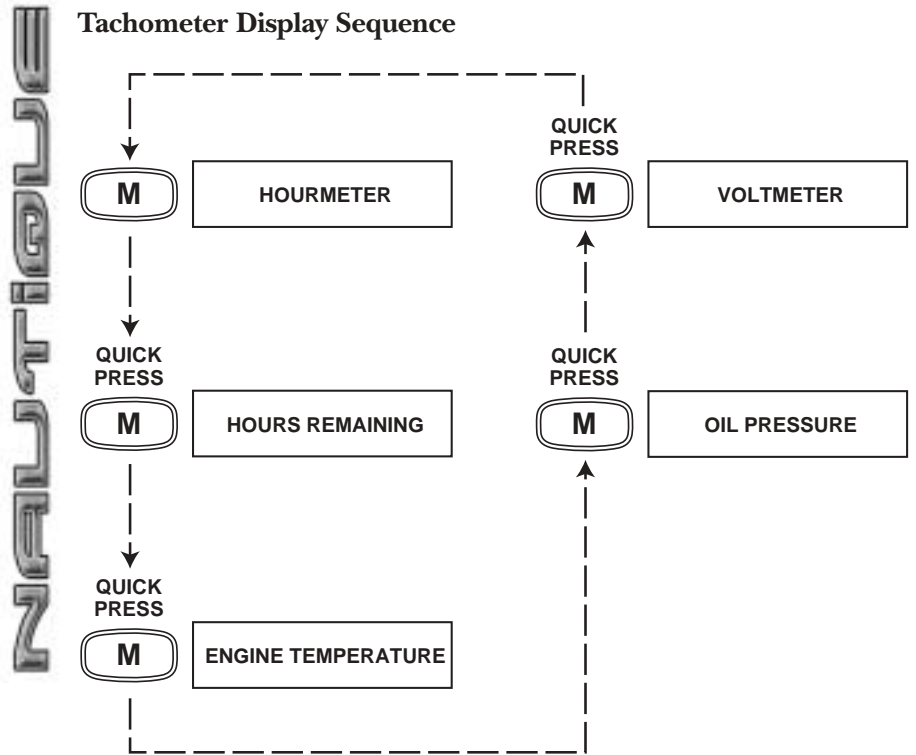 Tachometer Display Sequence
NAUTIQUE
M
HOURMETER
QUICK
PRESS
M
HOURS REMAINING
QUICK
PRESS
M
ENGINE TEMPERATURE
QUICK
PRESS
M
OIL PRESSURE
QUICK
PRESS
M
VOLTMETER